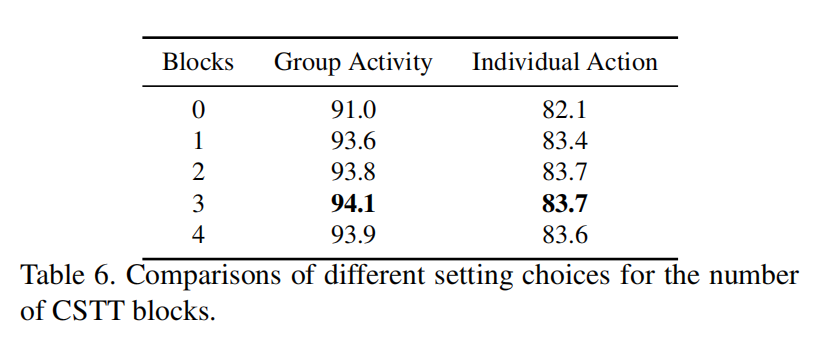 Blocks Group Activity Individual Action
0 91.0 82.1
1 93.6 83.4
2 93.8 83.7
3 94.1 83.7
4 93.9 83.6
Table 6. Comparisons of different setting choices for the number
of CSTT blocks.